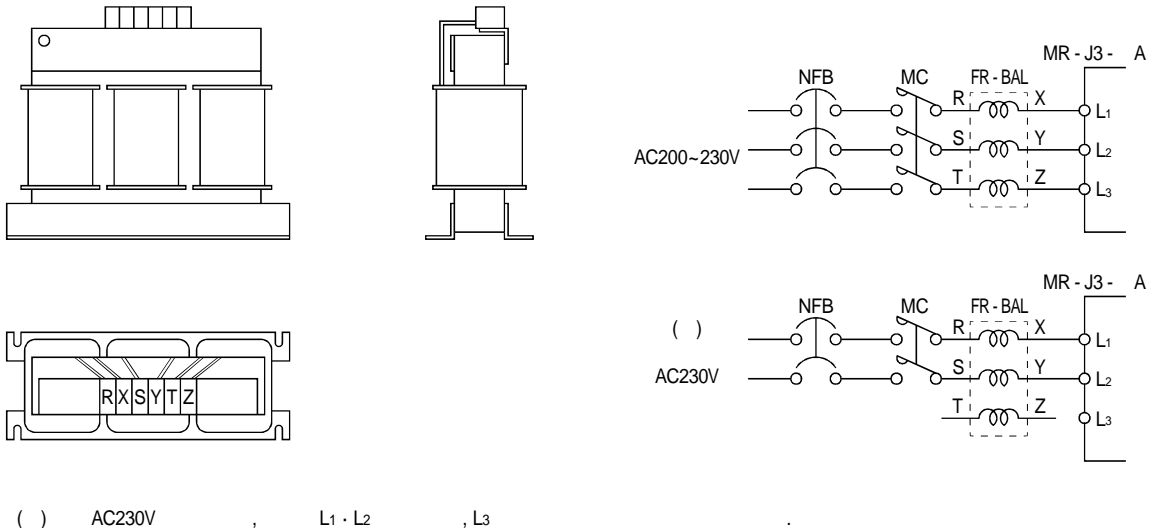 MR - J3 - A
NFB MC FR - BAL
R X L1
S Y L2
AC200~230V
T Z L3
MR - J3 - A
NFB MC FR - BAL
( )
R X L1
AC230V
S Y L2
T Z L3
R X S Y T Z
( ) AC230V , L1 · L2 , L3 .